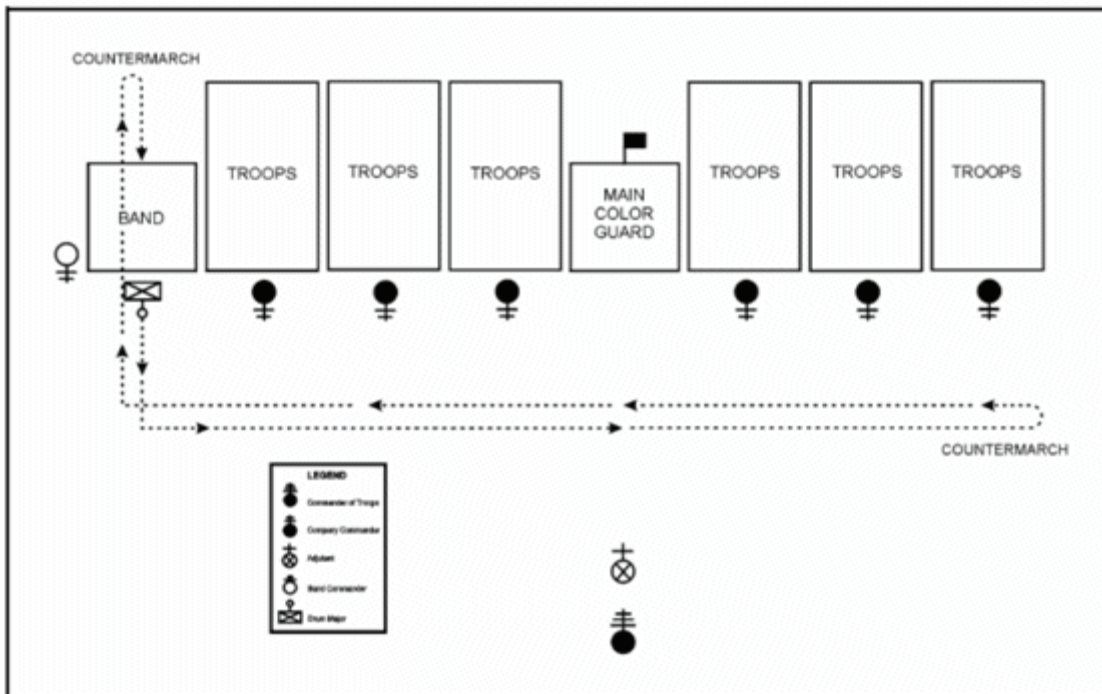 COUNTERMARCH
TROOPS
TROOPS
TROOPS
TROOPS
TROOPS
TROOPS
BAND
MAIN
COLOR
GUARD
COUNTERMARCH
LEGEND
Commander of Troops
Company Commander
Adjutant
Band Commander
Drum Major